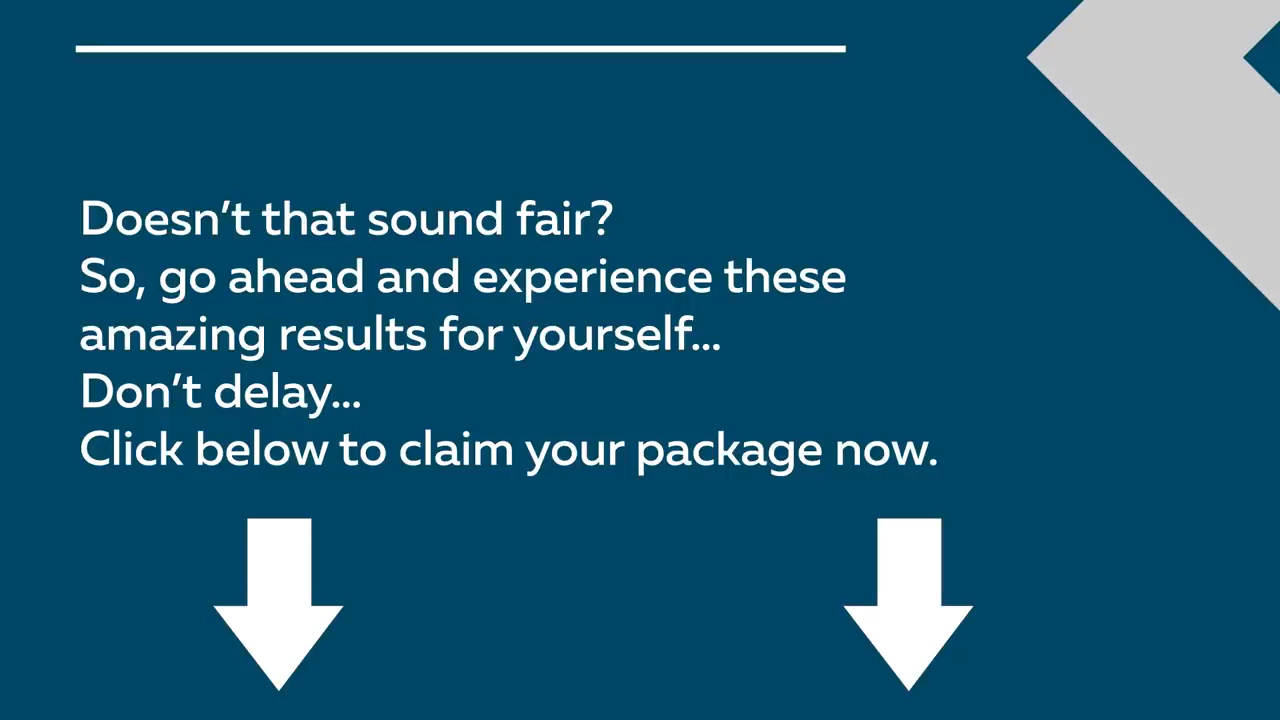 Doesn’t that sound fair?
So, go ahead and experience these
amazing results for yourself...
Don’t delay...
Click below to claim your package now.